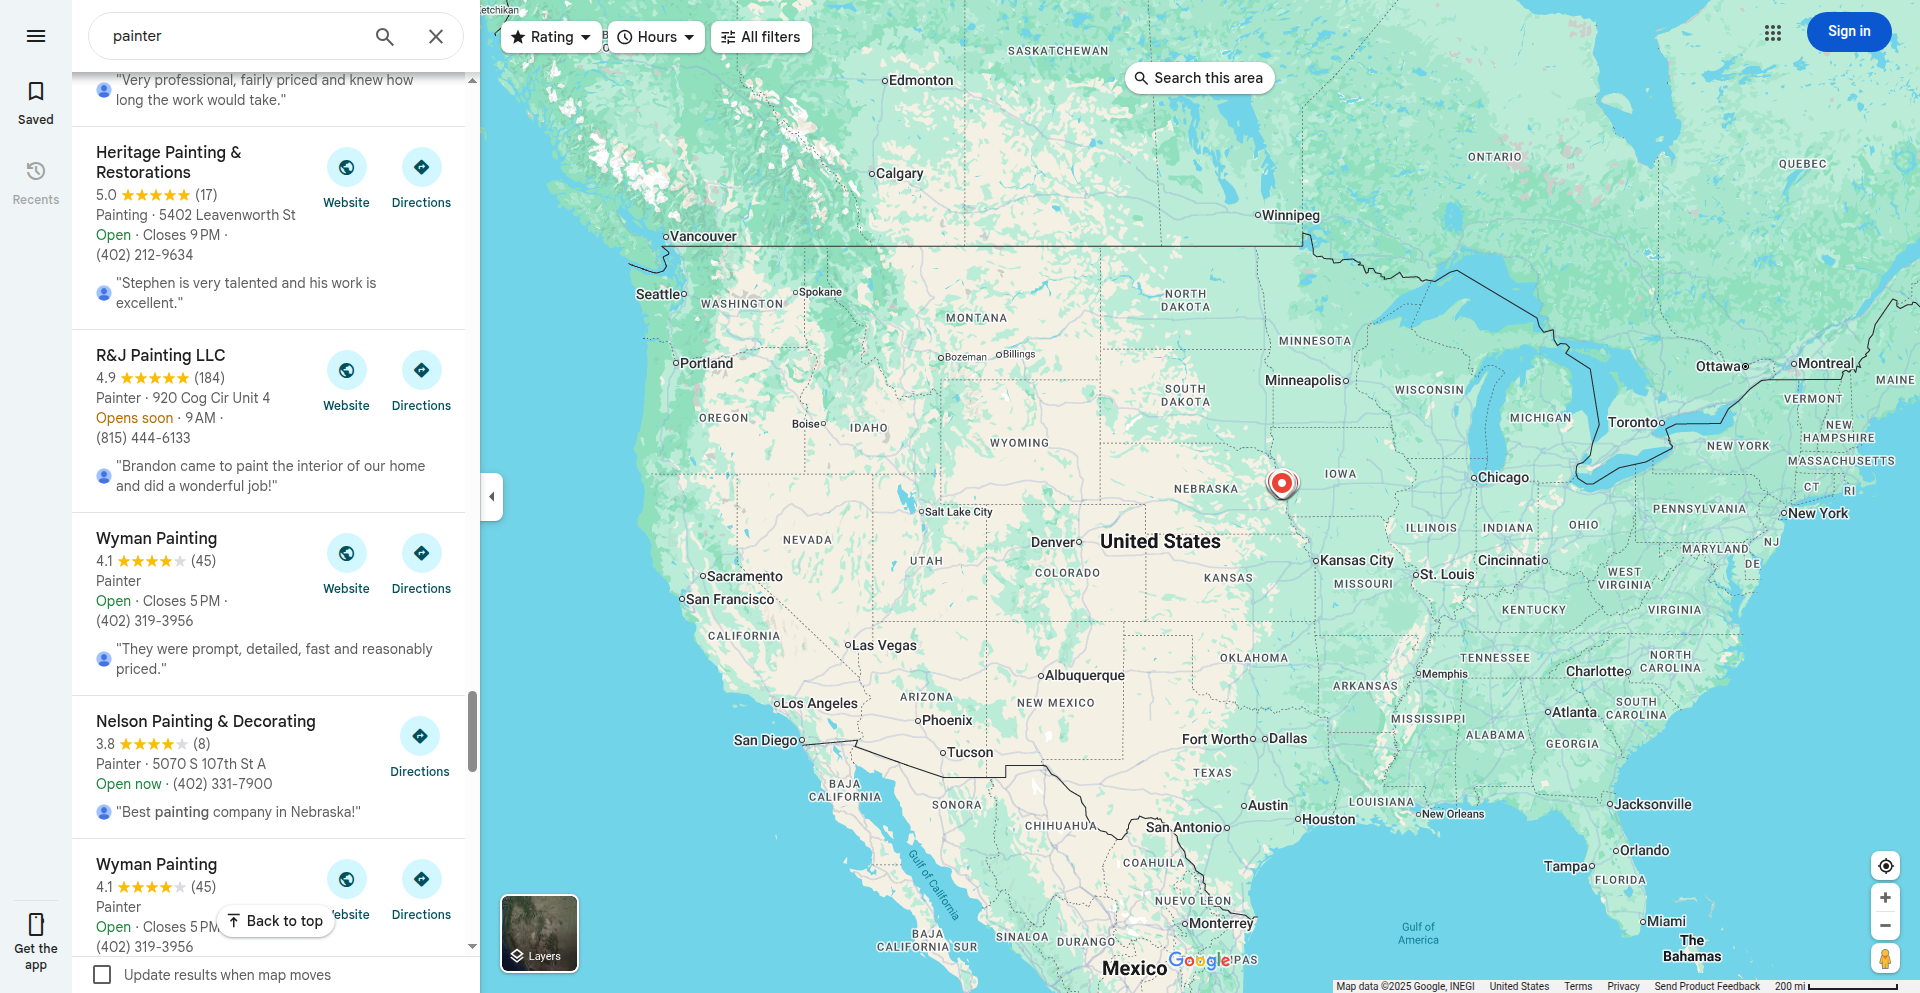 painter
Saved
Recents
Get the
app
"Very professional, fairly priced and knew how
long the work would take."
Heritage Painting &
Restorations
5.0 (17)
Painting · 5402 Leavenworth St
Open · Closes 9 PM ·
(402) 212-9634
Website
Directions
"Stephen is very talented and his work is
excellent."
R&J Painting LLC
4.9 (184)
Painter · 920 Cog Cir Unit 4
Opens soon · 9 AM ·
(815) 444-6133
Website
Directions
"Brandon came to paint the interior of our home
and did a wonderful job!"
Wyman Painting
4.1 (45)
Painter
Open · Closes 5 PM ·
(402) 319-3956
Website
Directions
"They were prompt, detailed, fast and reasonably
priced."
Nelson Painting & Decorating
3.8 (8)
Painter · 5070 S 107th St A
Open now · (402) 331-7900
Directions
"Best painting company in Nebraska!"
Wyman Painting
4.1 (45)
Painter
Open · Closes 5 PM
(402) 319-3956
Directions
Back to top
Update results when map moves
Rating
Hours
All filters
Search this area
Sign in
SASKATCHEWAN
Edmonton
Calgary
ONTARIO
QUEBEC
Winnipeg
Vancouver
Seattle
Spokane
WASHINGTON
NORTH
DAKOTA
MONTANA
MINNESOTA
Bozeman
Billings
Portland
Ottawa
Montreal
Minneapolis
MAINE
WISCONSIN
SOUTH
DAKOTA
VERMONT
OREGON
Boise
IDAHO
MICHIGAN
Toronto
NEW
HAMPSHIRE
NEW YORK
WYOMING
MASSACHUSETTS
IOWA
Chicago
NEBRASKA
CT
RI
Salt Lake City
PENNSYLVANIA
New York
ILLINOIS
INDIANA
OHIO
NEVADA
Denver
United States
NJ
MARYLAND
UTAH
Kansas City
Cincinnati
DE
COLORADO
KANSAS
MISSOURI
St. Louis
WEST
VIRGINIA
Sacramento
San Francisco
KENTUCKY
VIRGINIA
CALIFORNIA
Las Vegas
OKLAHOMA
TENNESSEE
NORTH
CAROLINA
Albuquerque
Memphis
Charlotte
ARKANSAS
Los Angeles
ARIZONA
NEW MEXICO
SOUTH
CAROLINA
Phoenix
MISSISSIPPI
Atlanta
San Diego
Fort Worth
Dallas
ALABAMA
GEORGIA
Tucson
TEXAS
BAJA
CALIFORNIA
SONORA
Austin
LOUISIANA
Jacksonville
Houston
New Orleans
CHIHUAHUA
San Antonio
Gulf of California
COAHUILA
Orlando
Tampa
FLORIDA
NUEVO LEON
Monterrey
Miami
Gulf of
America
BAJA
CALIFORNIA SUR
SINALOA
DURANGO
The
Bahamas
Mexico
Google
Layers
Map data ©2025 Google, INEGI
United States
Terms
Privacy
Send Product Feedback
200 mi